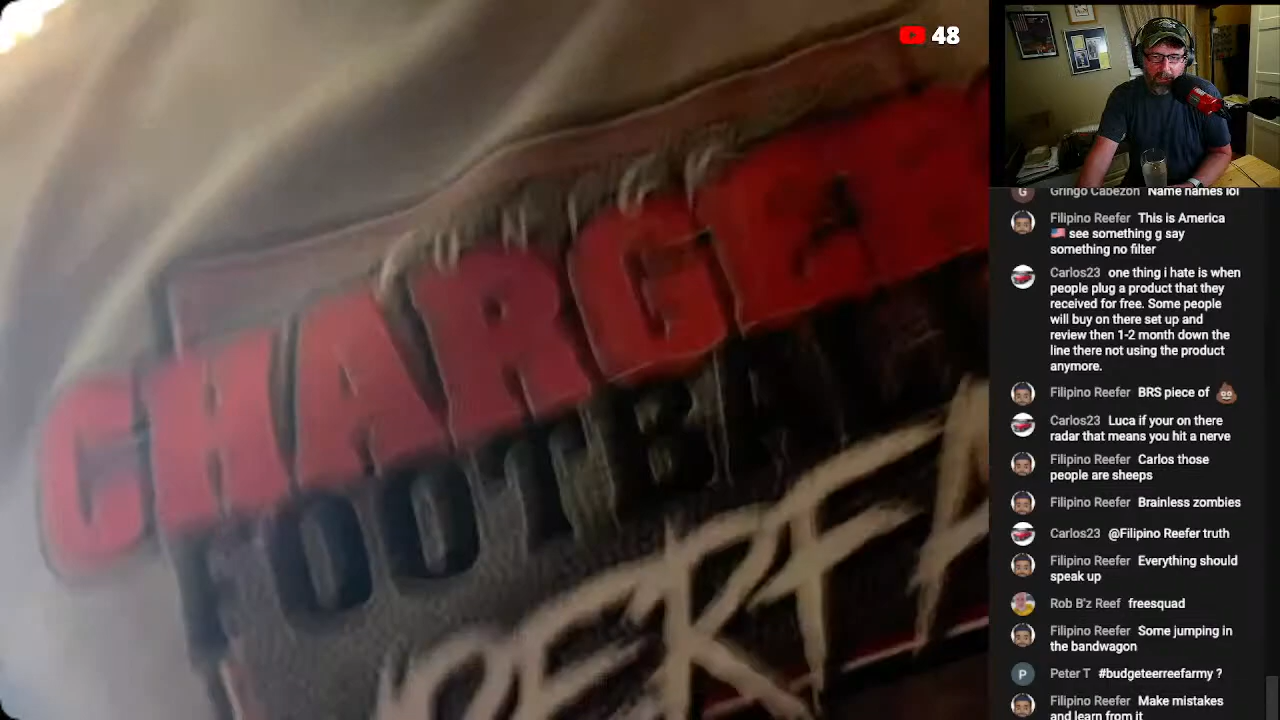 48
CHARGE
FOOTBA
PERFA
Gringo Cabezon Name names lol
Filipino Reefer This is America
🇺🇸 see something g say
something no filter
Carlos23 one thing i hate is when
people plug a product that they
received for free. Some people
will buy on there set up and
review then 1-2 month down the
line there not using the product
anymore.
Filipino Reefer BRS piece of 💩
Carlos23 Luca if your on there
radar that means you hit a nerve
Filipino Reefer Carlos those
people are sheeps
Filipino Reefer Brainless zombies
Carlos23 @Filipino Reefer truth
Filipino Reefer Everything should
speak up
Rob B'z Reef freesquad
Filipino Reefer Some jumping in
the bandwagon
Peter T #budgeteerreefarmy ?
Filipino Reefer Make mistakes
and learn from it